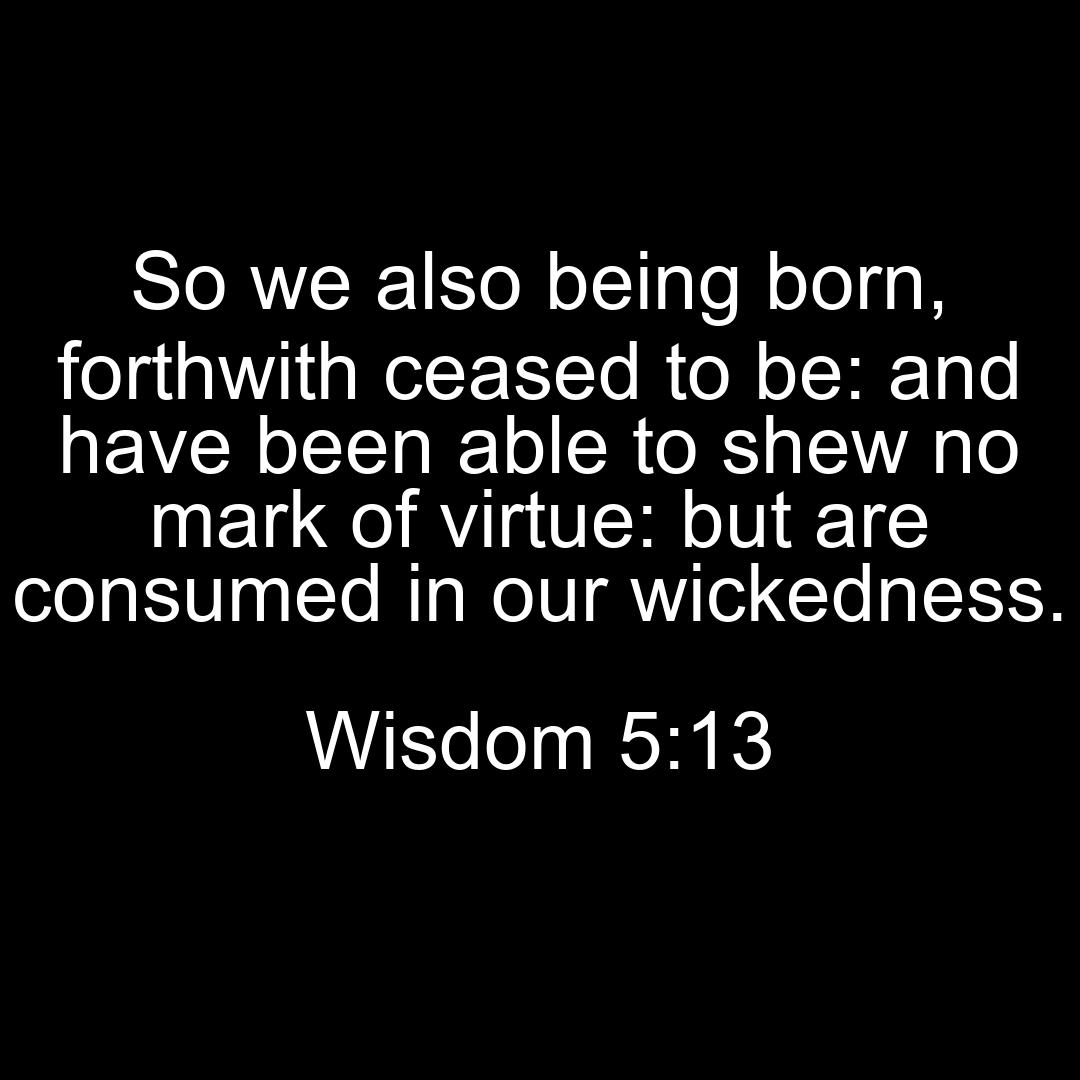 So we also being born,
forthwith ceased to be: and
have been able to shew no
mark of virtue: but are
consumed in our wickedness.
Wisdom 5:13